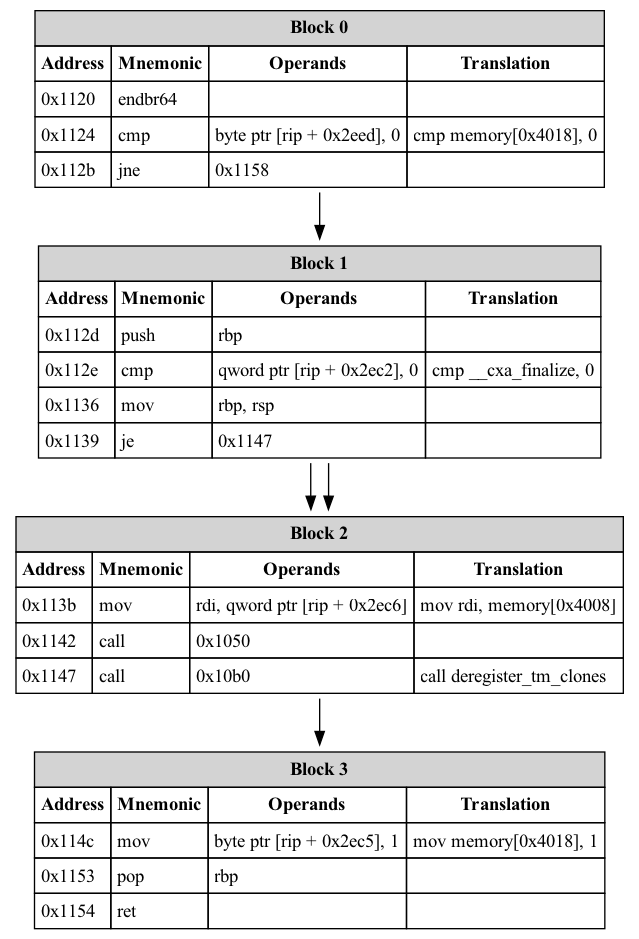 Block 0
Address Mnemonic Operands Translation
0x1120 endbr64
0x1124 cmp byte ptr [rip + 0x2eed], 0 cmp memory[0x4018], 0
0x112b jne 0x1158
Block 1
Address Mnemonic Operands Translation
0x112d push rbp
0x112e cmp qword ptr [rip + 0x2ec2], 0 cmp __cxa_finalize, 0
0x1136 mov rbp, rsp
0x1139 je 0x1147
Block 2
Address Mnemonic Operands Translation
0x113b mov rdi, qword ptr [rip + 0x2ec6] mov rdi, memory[0x4008]
0x1142 call 0x1050
0x1147 call 0x10b0 call deregister_tm_clones
Block 3
Address Mnemonic Operands Translation
0x114c mov byte ptr [rip + 0x2ec5], 1 mov memory[0x4018], 1
0x1153 pop rbp
0x1154 ret